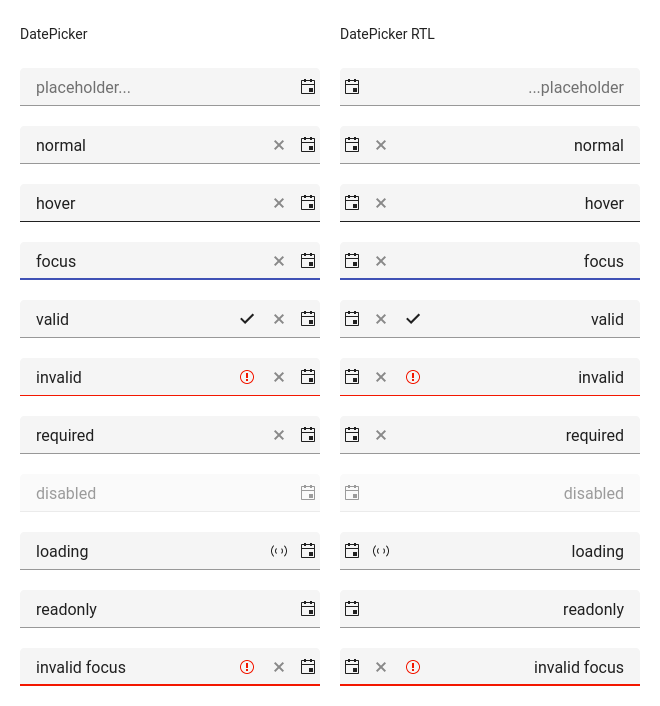 DatePicker
placeholder...
normal
hover
focus
valid
invalid
required
disabled
loading
readonly
invalid focus
DatePicker RTL
...placeholder
normal
hover
focus
valid
invalid
required
disabled
loading
readonly
invalid focus